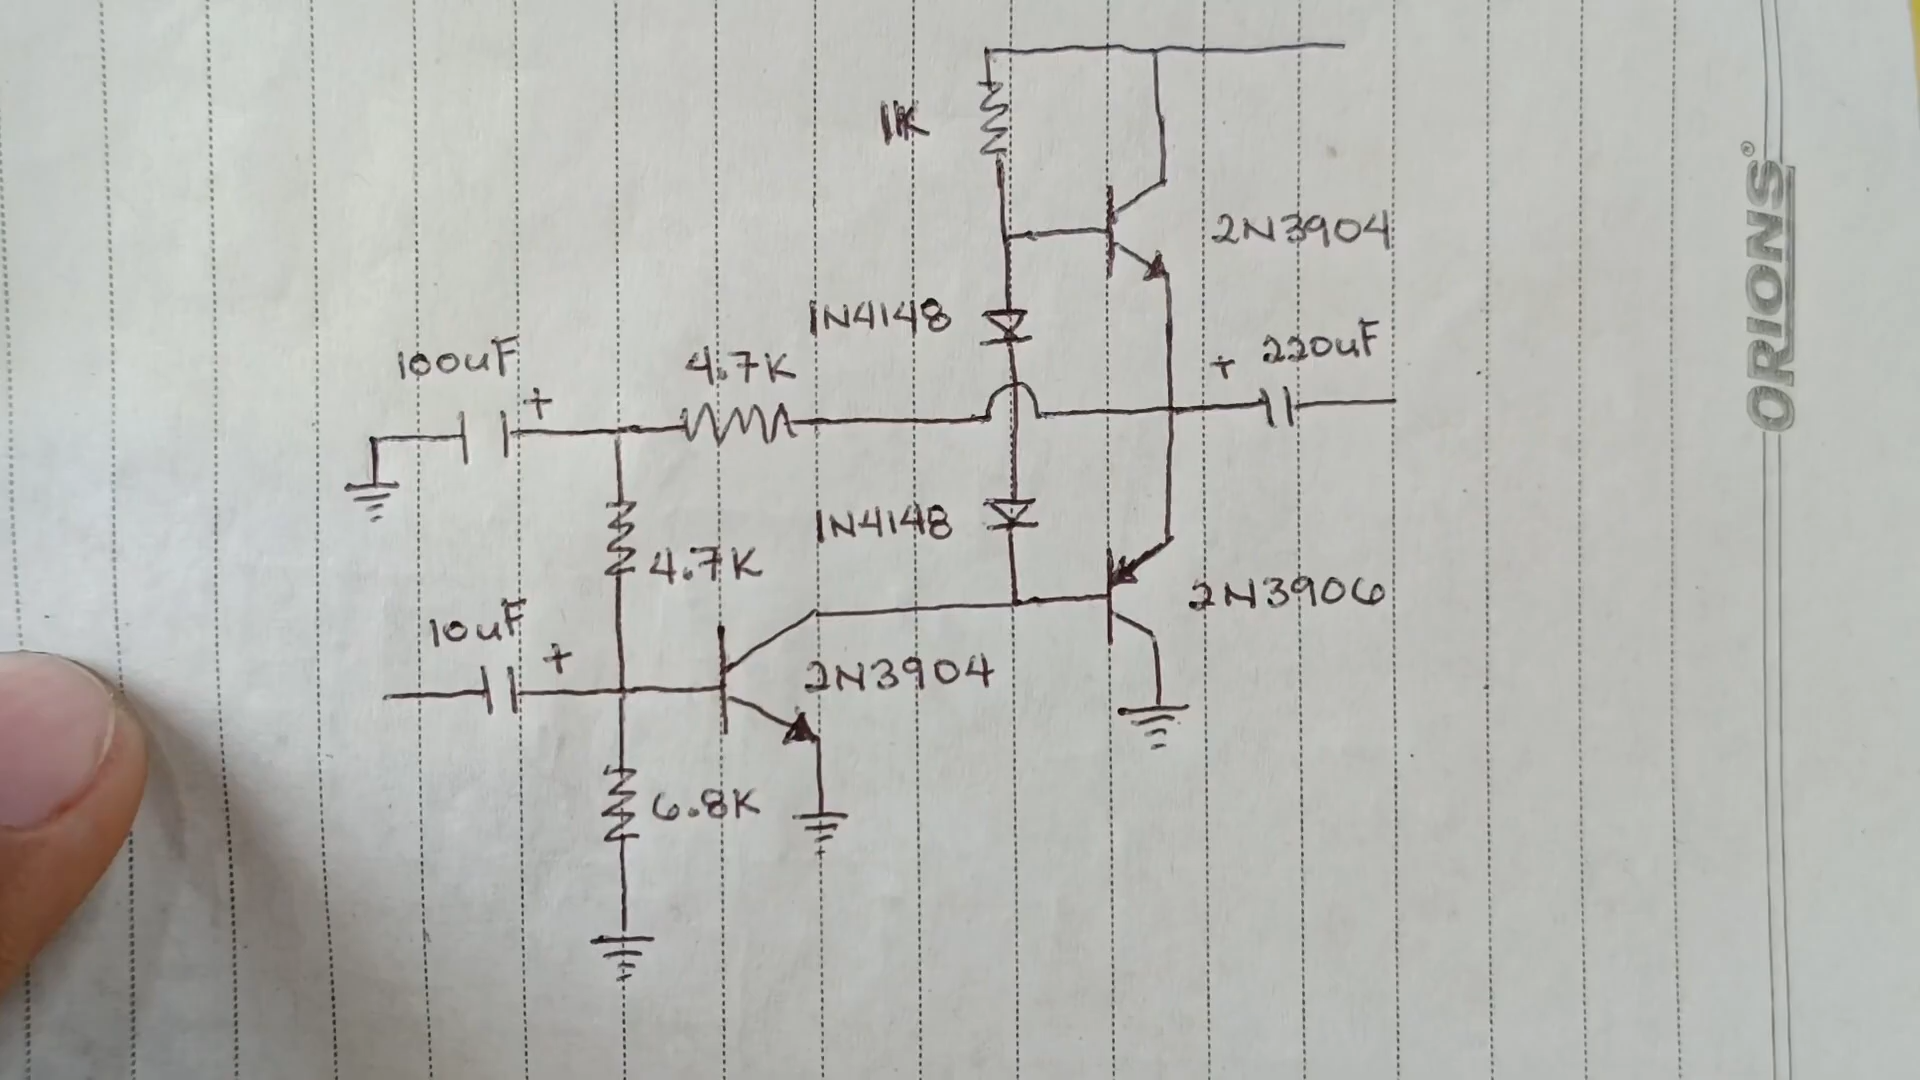 1K
2N3904
1N4148
+ 220uF
100uF
+
4.7K
1N4148
4.7K
2N3906
10uF
+
2N3904
6.8K
ORIONS®